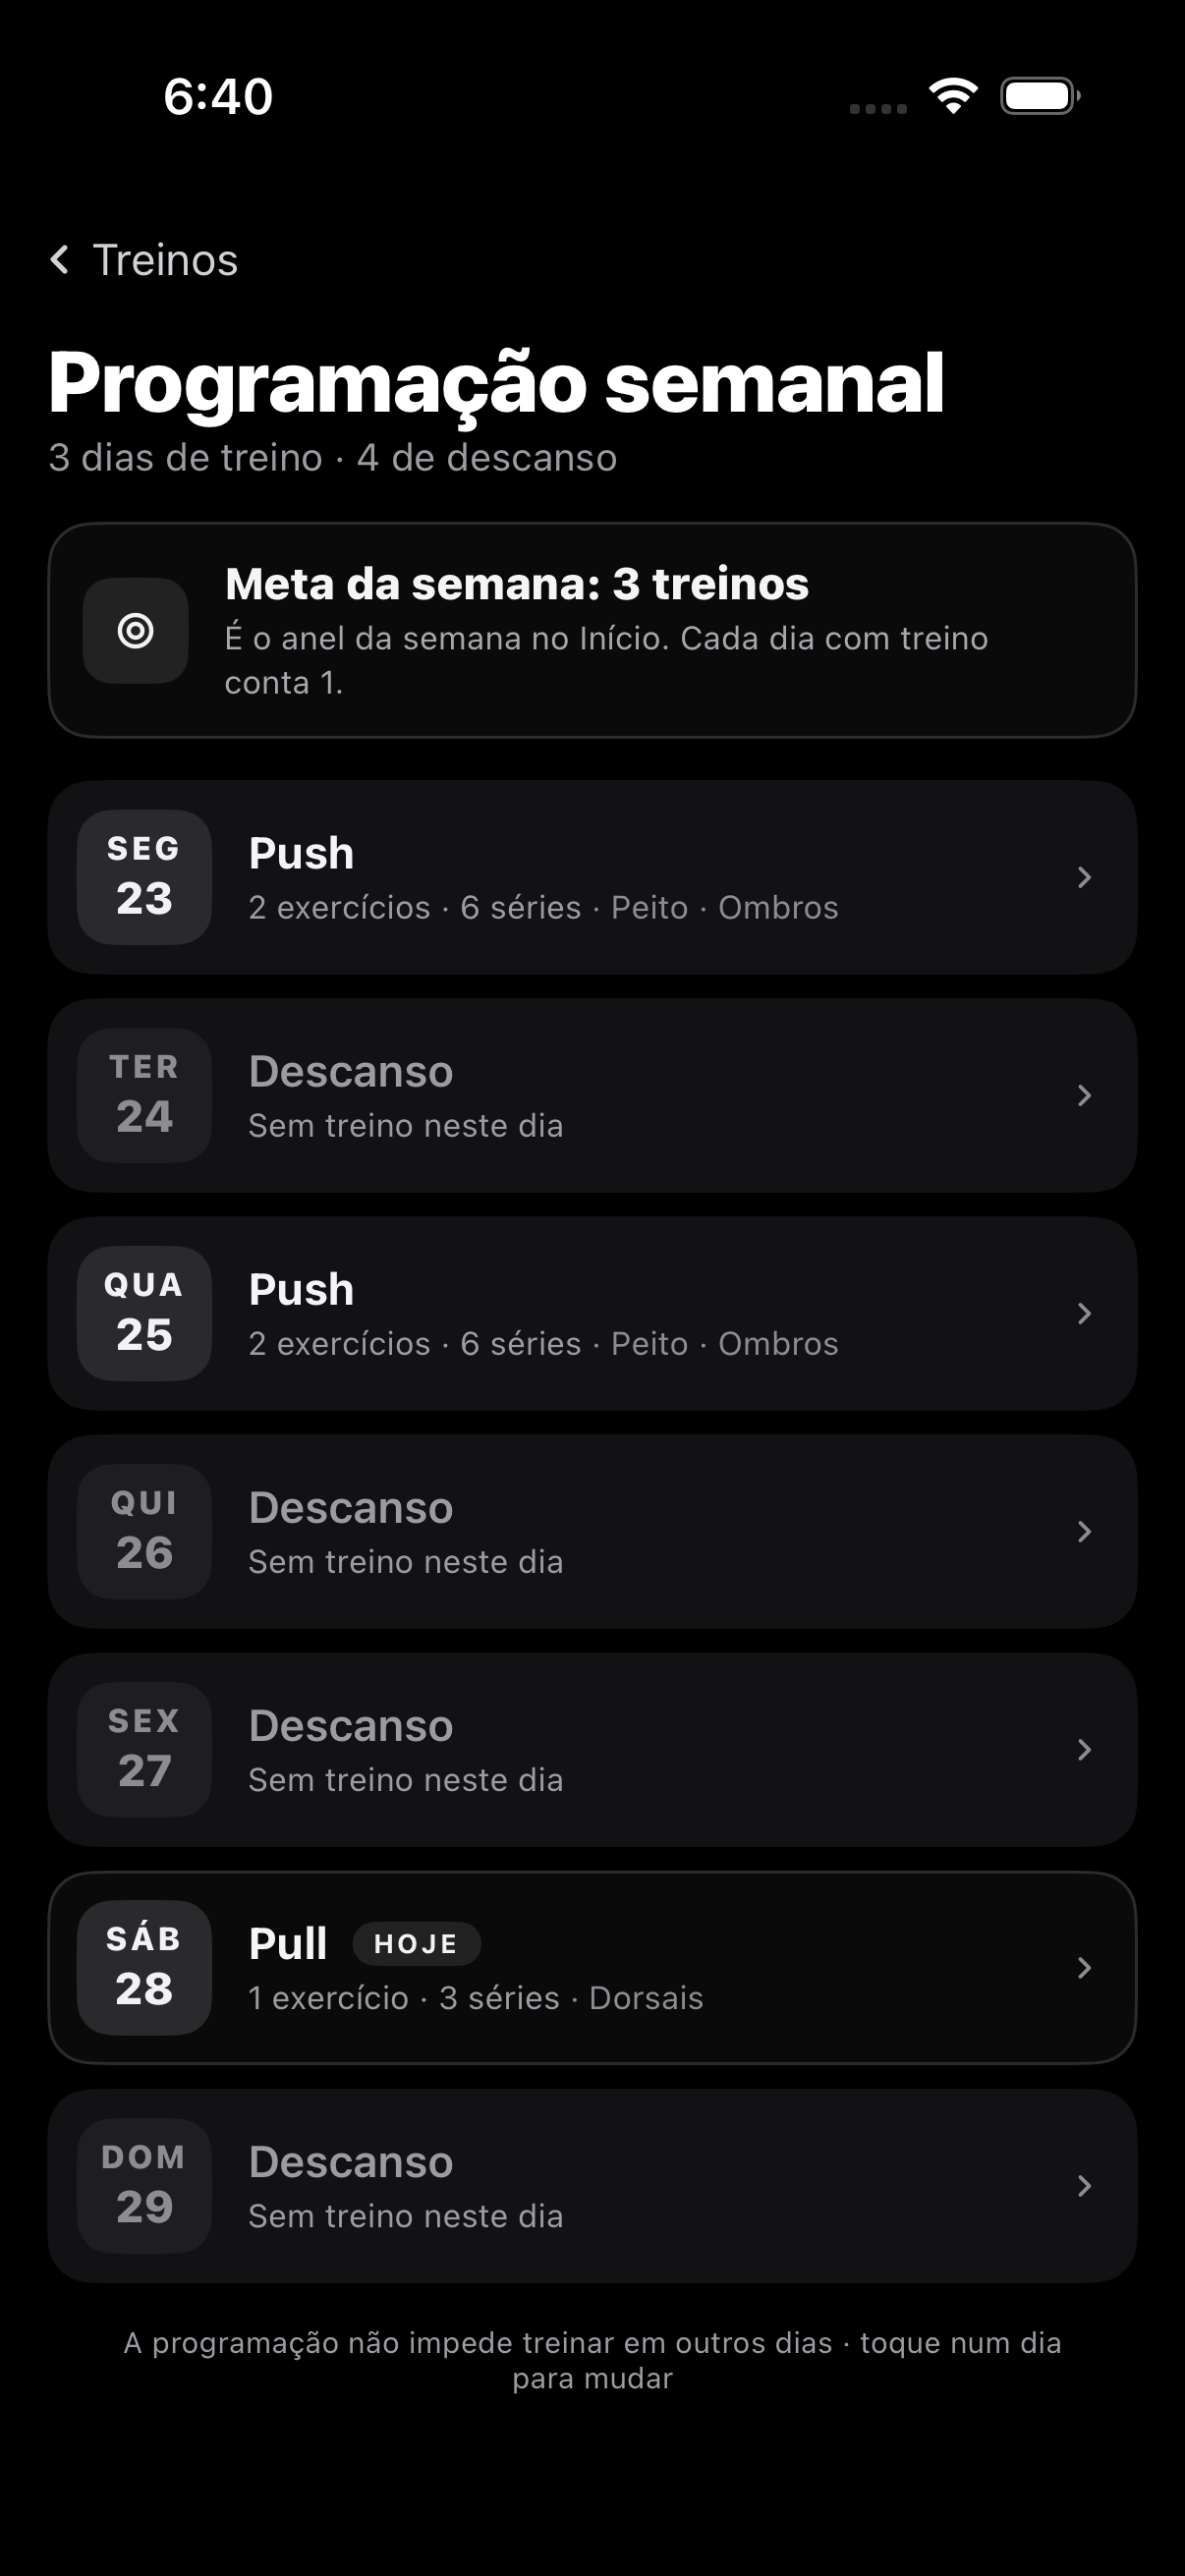 6:40
Treinos
Programação semanal
3 dias de treino · 4 de descanso
Meta da semana: 3 treinos
É o anel da semana no Início. Cada dia com treino
conta 1.
SEG
23
Push
2 exercícios · 6 séries · Peito · Ombros
TER
24
Descanso
Sem treino neste dia
QUA
25
Push
2 exercícios · 6 séries · Peito · Ombros
QUI
26
Descanso
Sem treino neste dia
SEX
27
Descanso
Sem treino neste dia
SÁB
28
Pull HOJE
1 exercício · 3 séries · Dorsais
DOM
29
Descanso
Sem treino neste dia
A programação não impede treinar em outros dias · toque num dia
para mudar